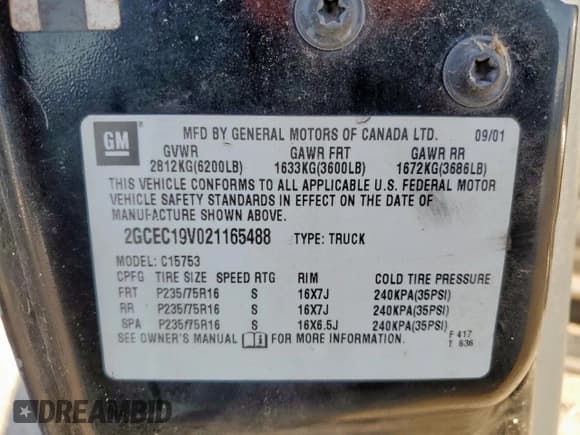 GM
MFD BY GENERAL MOTORS OF CANADA LTD. 09/01
GVWR GAWR FRT GAWR RR
2812KG(6200LB) 1633KG(3600LB) 1672KG(3686LB)
THIS VEHICLE CONFORMS TO ALL APPLICABLE U.S. FEDERAL MOTOR
VEHICLE SAFETY STANDARDS IN EFFECT ON THE DATE OF
MANUFACTURE SHOWN ABOVE.
2GCEC19V021165488 TYPE: TRUCK
MODEL: C15753
CPFG TIRE SIZE SPEED RTG RIM COLD TIRE PRESSURE
FRT P235/75R16 S 16X7J 240KPA(35PSI)
RR P235/75R16 S 16X7J 240KPA(35PSI)
SPA P235/75R16 S 16X6.5J 240KPA(35PSI)
SEE OWNER'S MANUAL FOR MORE INFORMATION.
F 417
T 836
DREAMBID